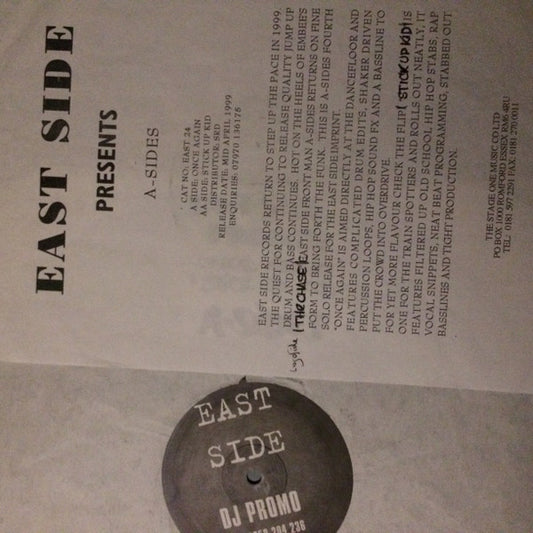 EAST SIDE
PRESENTS
A-SIDES
CAT NO: EAST 24
A SIDE: ONCE AGAIN
AA SIDE: STICK UP KID
DISTRIBUTOR: SRD
RELEASE DATE: MID APRIL 1999
ENQUIRIES: 07970 136176
EAST SIDE RECORDS RETURN TO STEP UP THE PACE IN 1999,
THE QUEST FOR CONTINUING TO RELEASE QUALITY JUMP UP
DRUM AND BASS CONTINUES. HOT ON THE HEELS OF EMBEE'S
(THE CHASE) EAST SIDE FRONT MAN A-SIDES RETURNS ON FINE
FORM TO BRING FORTH THE FUNK. THIS IS A-SIDES FOURTH
SOLO RELEASE FOR THE EAST SIDE IMPRINT.
"ONCE AGAIN" IS AIMED DIRECTLY AT THE DANCEFLOOR AND
FEATURES COMPLICATED DRUM EDITS, SHAKER DRIVEN
PERCUSSION LOOPS, HIP HOP SOUND FX AND A BASSLINE TO
PUT THE CROWD INTO OVERDRIVE.
FOR YET MORE FLAVOUR CHECK THE FLIP (STICK UP KID) IS
ONE FOR THE TRAIN SPOTTERS AND ROLLS OUT NEATLY, IT
FEATURES FILTERED UP OLD SCHOOL HIP HOP STABS, RAP
VOCAL SNIPPETS, NEAT BEAT PROGRAMMING, STABBED OUT
BASSLINES AND TIGHT PRODUCTION.
THE STAGE ONE MUSIC CO LTD
PO BOX 1000 ROMFORD ESSEX RM6 4RU
TEL: 0181 597 2291 FAX: 0181 270 0011
EAST
SIDE
DJ PROMO
394 236